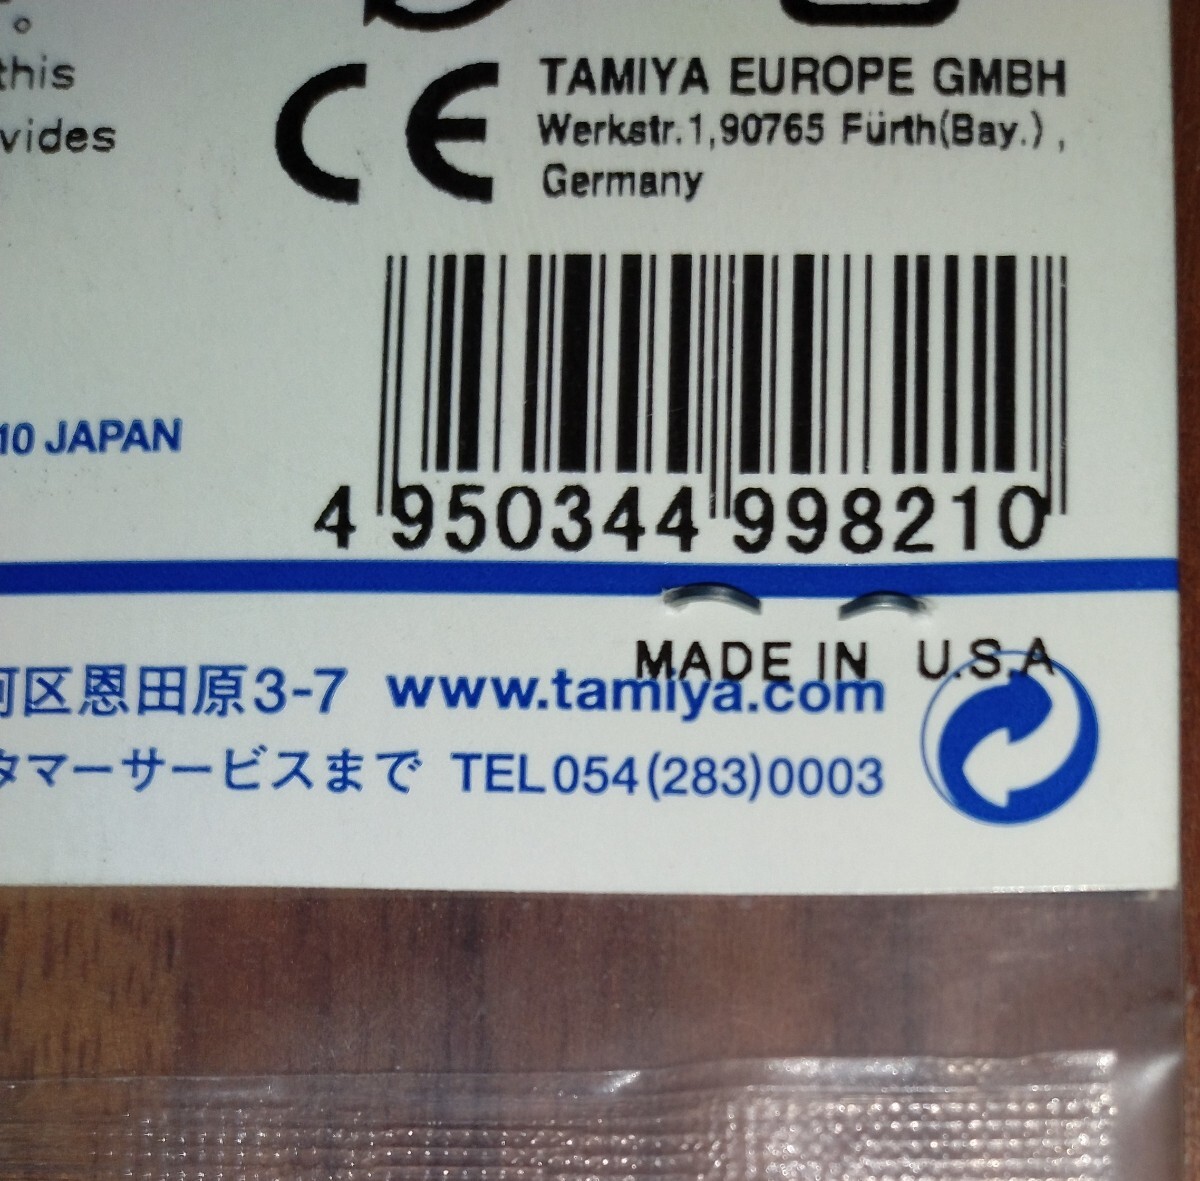 。
this
vides
CE TAMIYA EUROPE GMBH
Werkstr.1,90765 Fürth(Bay.) ,
Germany
10 JAPAN
4 950344 998210
MADE IN U.S.A
区恩田原3-7 www.tamiya.com
タマーサービスまで TEL054(283)0003